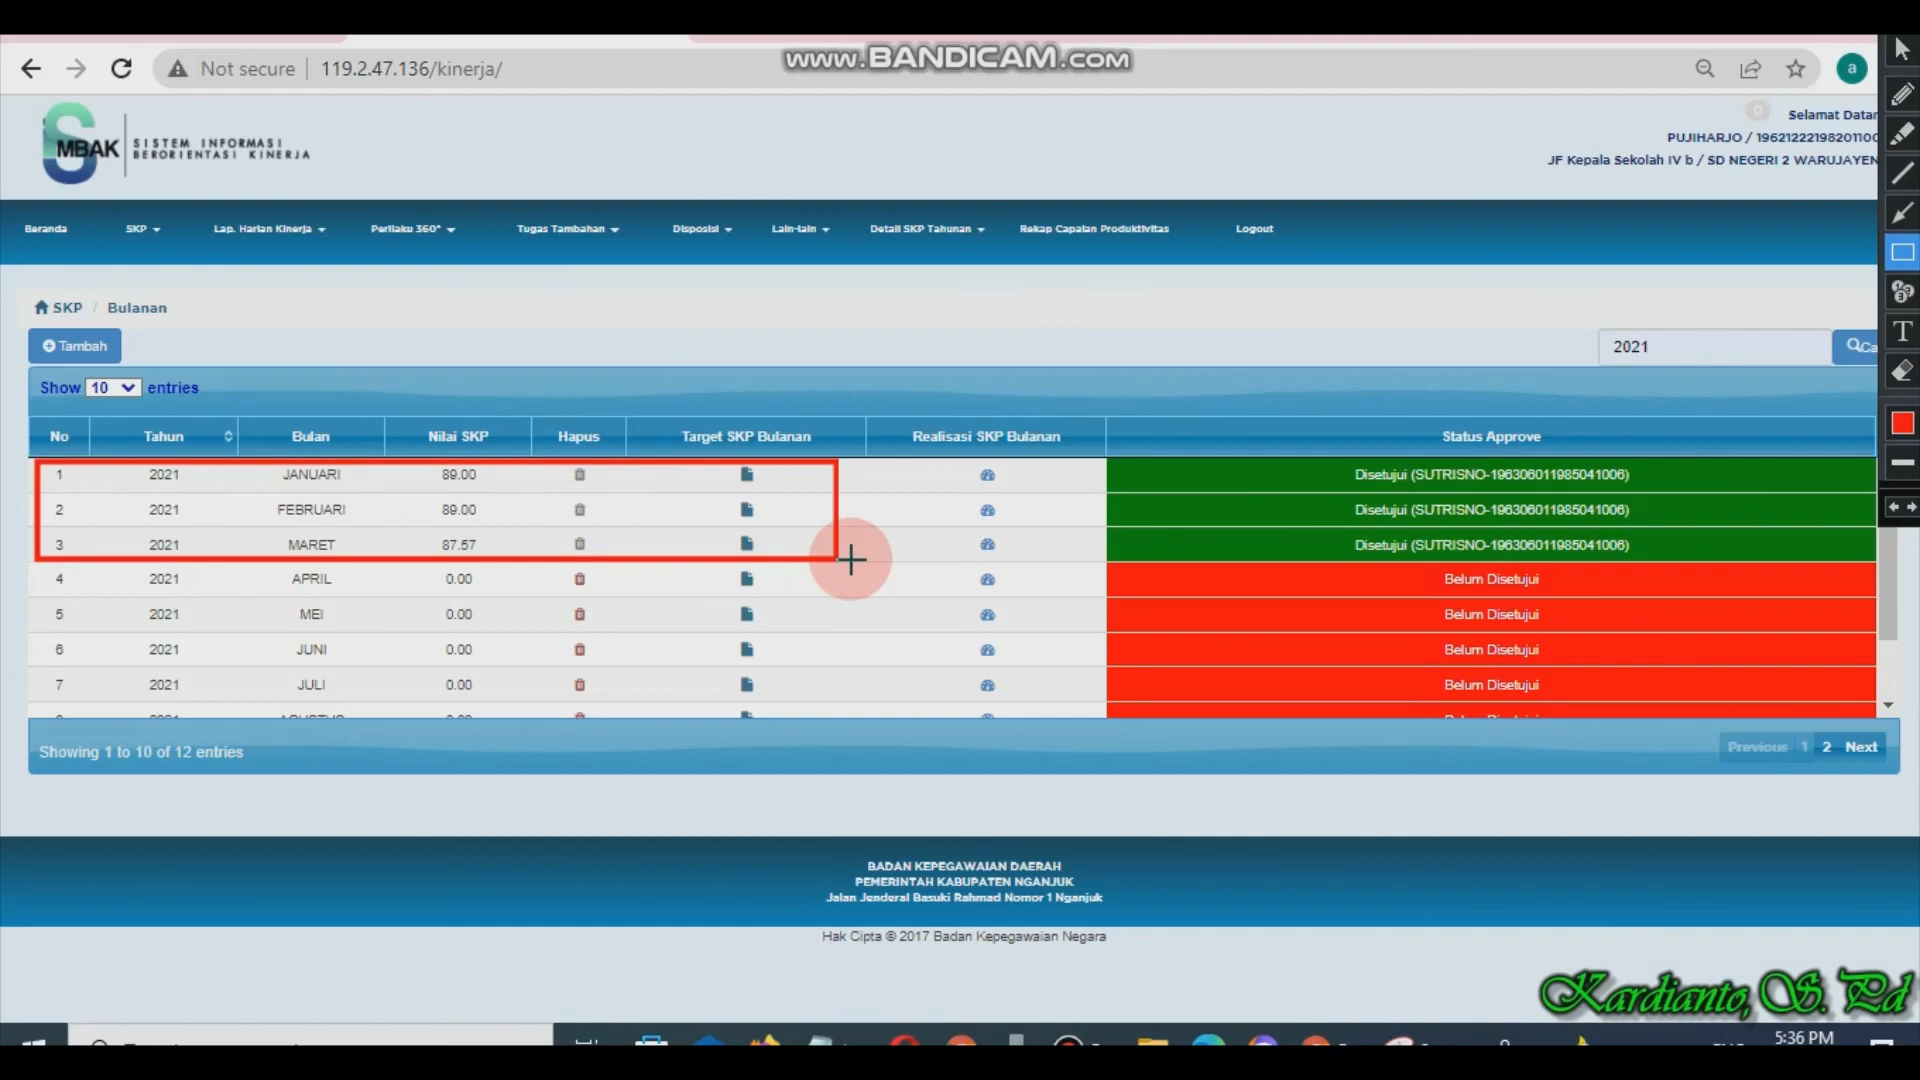 www.BANDICAM.com
Not secure
119.2.47.136/kinerja/
a
MBAK
SISTEM INFORMASI
BERORIENTASI KINERJA
0
Selamat Datar
PUJIHARJO / 19621222198201100
JF Kepala Sekolah IV b / SD NEGERI 2 WARUJAYEN
Beranda SKP Lap. Harian Kinerja Perilaku 360° Tugas Tambahan Disposisi Lain-lain Detail SKP Tahunan Rekap Capaian Produktivitas Logout
SKP / Bulanan
Tambah
2021
Ca
Show 10 entries
No Tahun Bulan Nilai SKP Hapus Target SKP Bulanan Realisasi SKP Bulanan Status Approve
1 2021 JANUARI 89.00 Disetujui (SUTRISNO-196306011985041006)
2 2021 FEBRUARI 89.00 Disetujui (SUTRISNO-196306011985041006)
3 2021 MARET 87.57 Disetujui (SUTRISNO-196306011985041006)
4 2021 APRIL 0.00 Belum Disetujui
5 2021 MEI 0.00 Belum Disetujui
6 2021 JUNI 0.00 Belum Disetujui
7 2021 JULI 0.00 Belum Disetujui
Showing 1 to 10 of 12 entries
Previous 1 2 Next
BADAN KEPEGAWAIAN DAERAH
PEMERINTAH KABUPATEN NGANJUK
Jalan Jenderal Basuki Rahmad Nomor 1 Nganjuk
Hak Cipta © 2017 Badan Kepegawaian Negara
Kardianto, S. Pd
5:36 PM